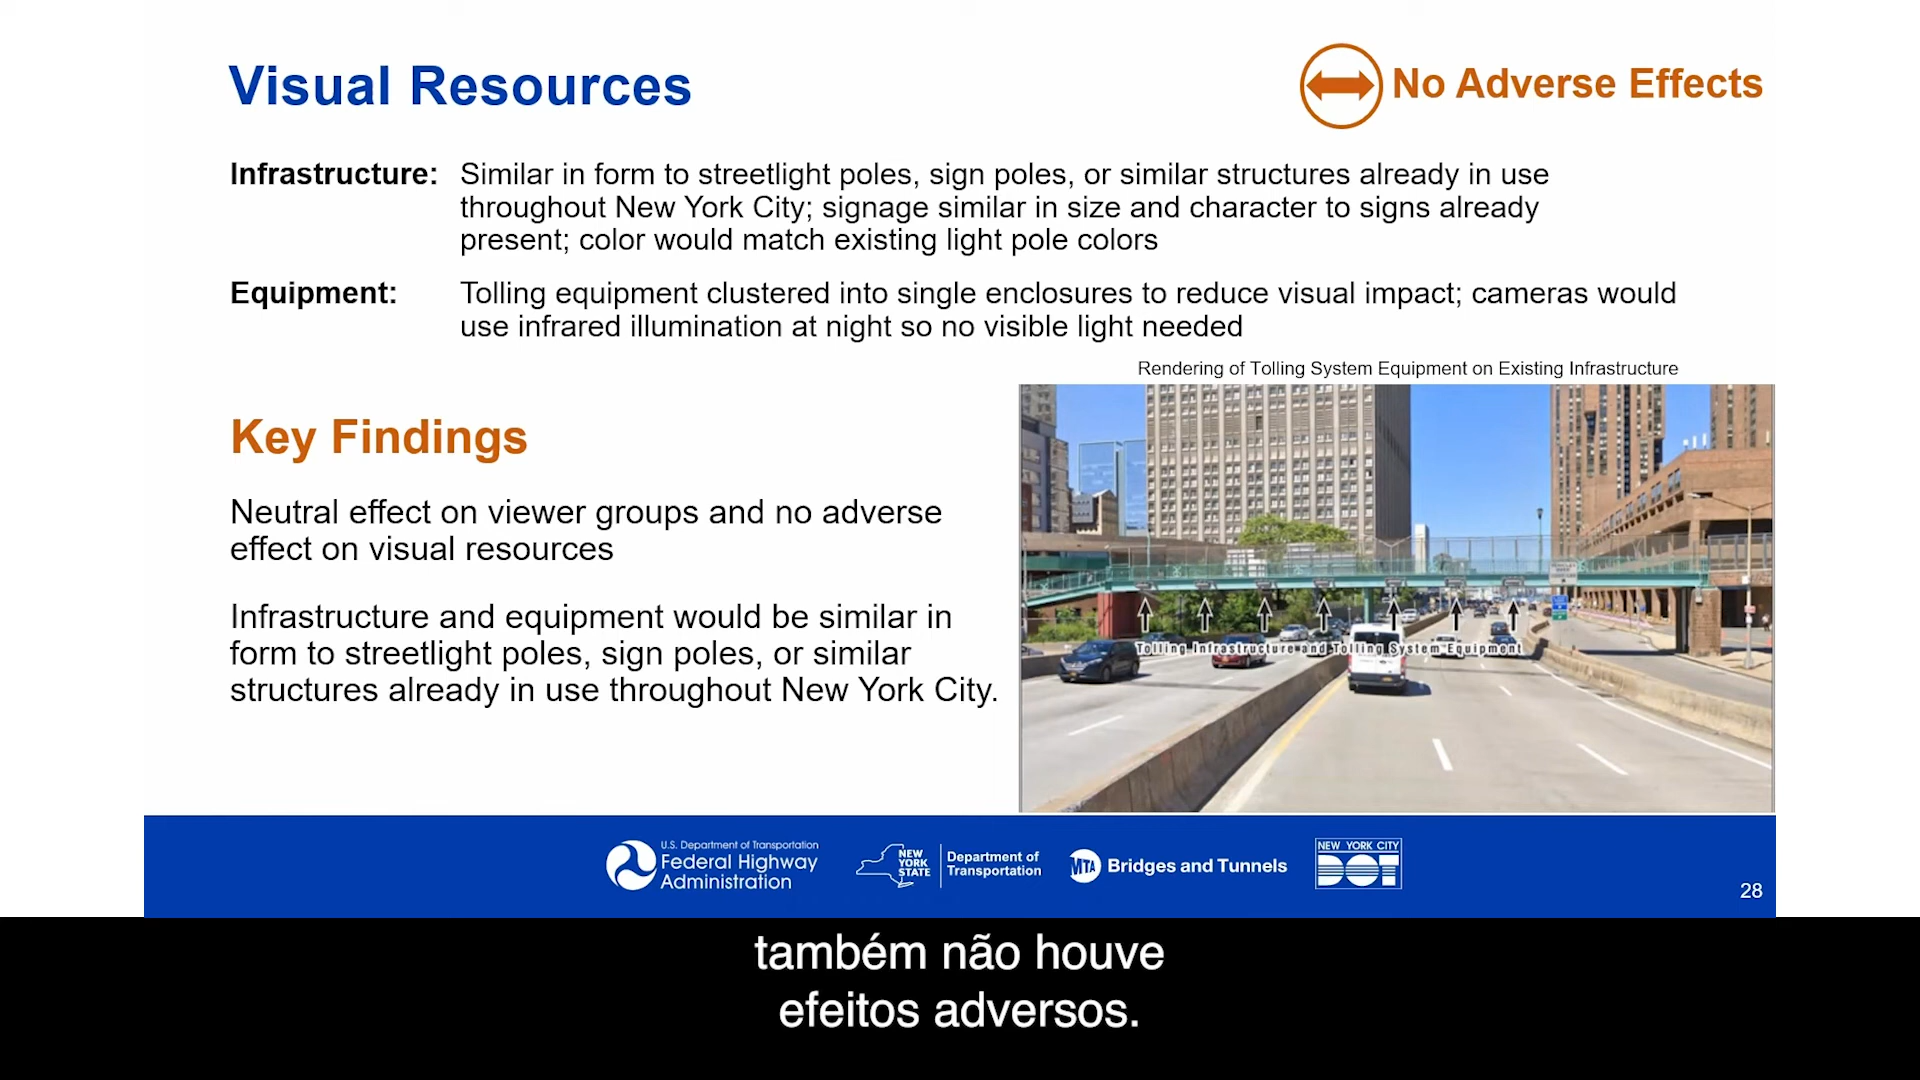 Visual Resources
No Adverse Effects
Infrastructure: Similar in form to streetlight poles, sign poles, or similar structures already in use
throughout New York City; signage similar in size and character to signs already
present; color would match existing light pole colors
Equipment: Tolling equipment clustered into single enclosures to reduce visual impact; cameras would
use infrared illumination at night so no visible light needed
Rendering of Tolling System Equipment on Existing Infrastructure
Key Findings
Neutral effect on viewer groups and no adverse
effect on visual resources
Infrastructure and equipment would be similar in
form to streetlight poles, sign poles, or similar
structures already in use throughout New York City.
Tolling Infrastructure and Tolling System Equipment
U.S. Department of Transportation
Federal Highway
Administration
NEW
YORK
STATE
Department of
Transportation
MTA Bridges and Tunnels
NEW YORK CITY
DOT
28
também não houve
efeitos adversos.